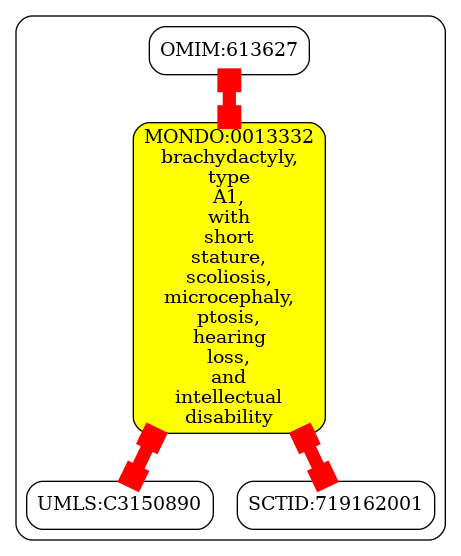 OMIM:613627
MONDO:0013332
brachydactyly,
type
A1,
with
short
stature,
scoliosis,
microcephaly,
ptosis,
hearing
loss,
and
intellectual
disability
UMLS:C3150890
SCTID:719162001